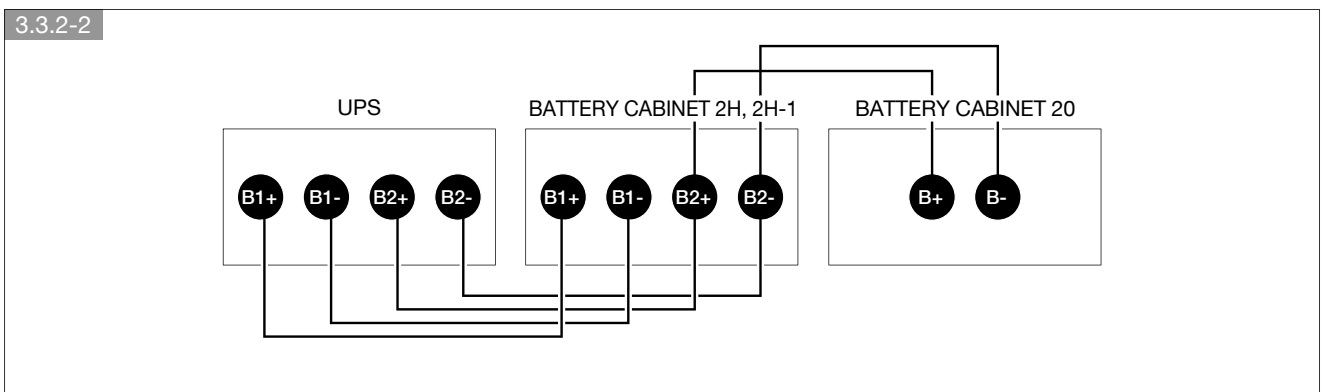 3.3.2-2
UPS
BATTERY CABINET 2H, 2H-1
BATTERY CABINET 20
B1+ B1- B2+ B2- B1+ B1- B2+ B2- B+ B-